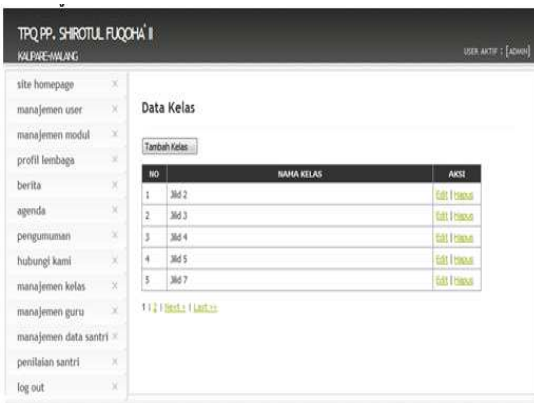 TPQ PP. SHIROTUL FUQOHA' II
KALIPARE-MALANG
USER AKTIF : [ADMIN]
site homepage
manajemen user
manajemen modul
profil lembaga
berita
agenda
pengumuman
hubungi kami
manajemen kelas
manajemen guru
manajemen data santri
penilaian santri
log out
Data Kelas
Tambah Kelas
NO NAMA KELAS AKSI
1 Jilid 2 Edit | Hapus
2 Jilid 3 Edit | Hapus
3 Jilid 4 Edit | Hapus
4 Jilid 5 Edit | Hapus
5 Jilid 7 Edit | Hapus
1 | 2 | Next > | Last >>